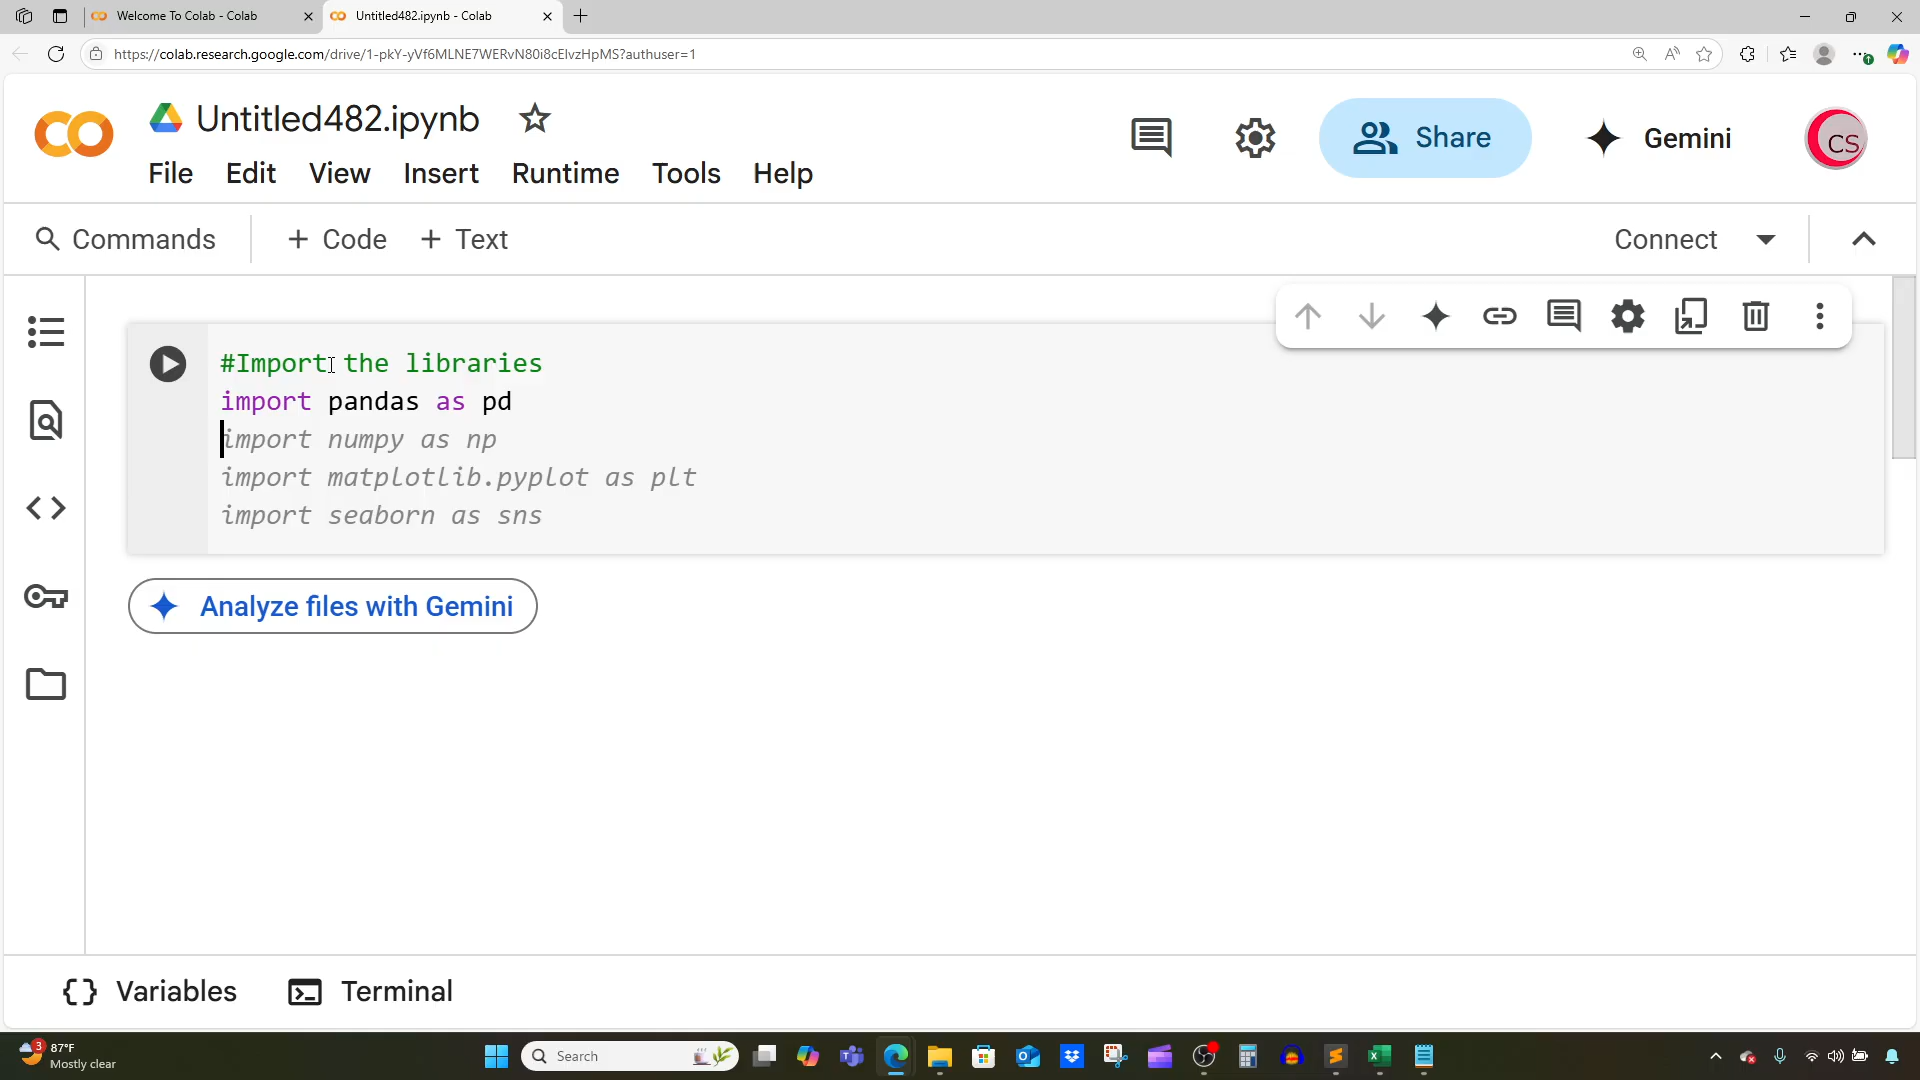 Welcome To Colab - Colab
Untitled482.ipynb - Colab
https://colab.research.google.com/drive/1-pkY-yVf6MLNE7WERvN80i8cElvzHpMS?authuser=1
Untitled482.ipynb
Share
Gemini
CS
File Edit View Insert Runtime Tools Help
Commands
+ Code + Text
Connect
#Import the libraries
import pandas as pd
import numpy as np
import matplotlib.pyplot as plt
import seaborn as sns
Analyze files with Gemini
Variables
Terminal
3
87°F
Mostly clear
Search